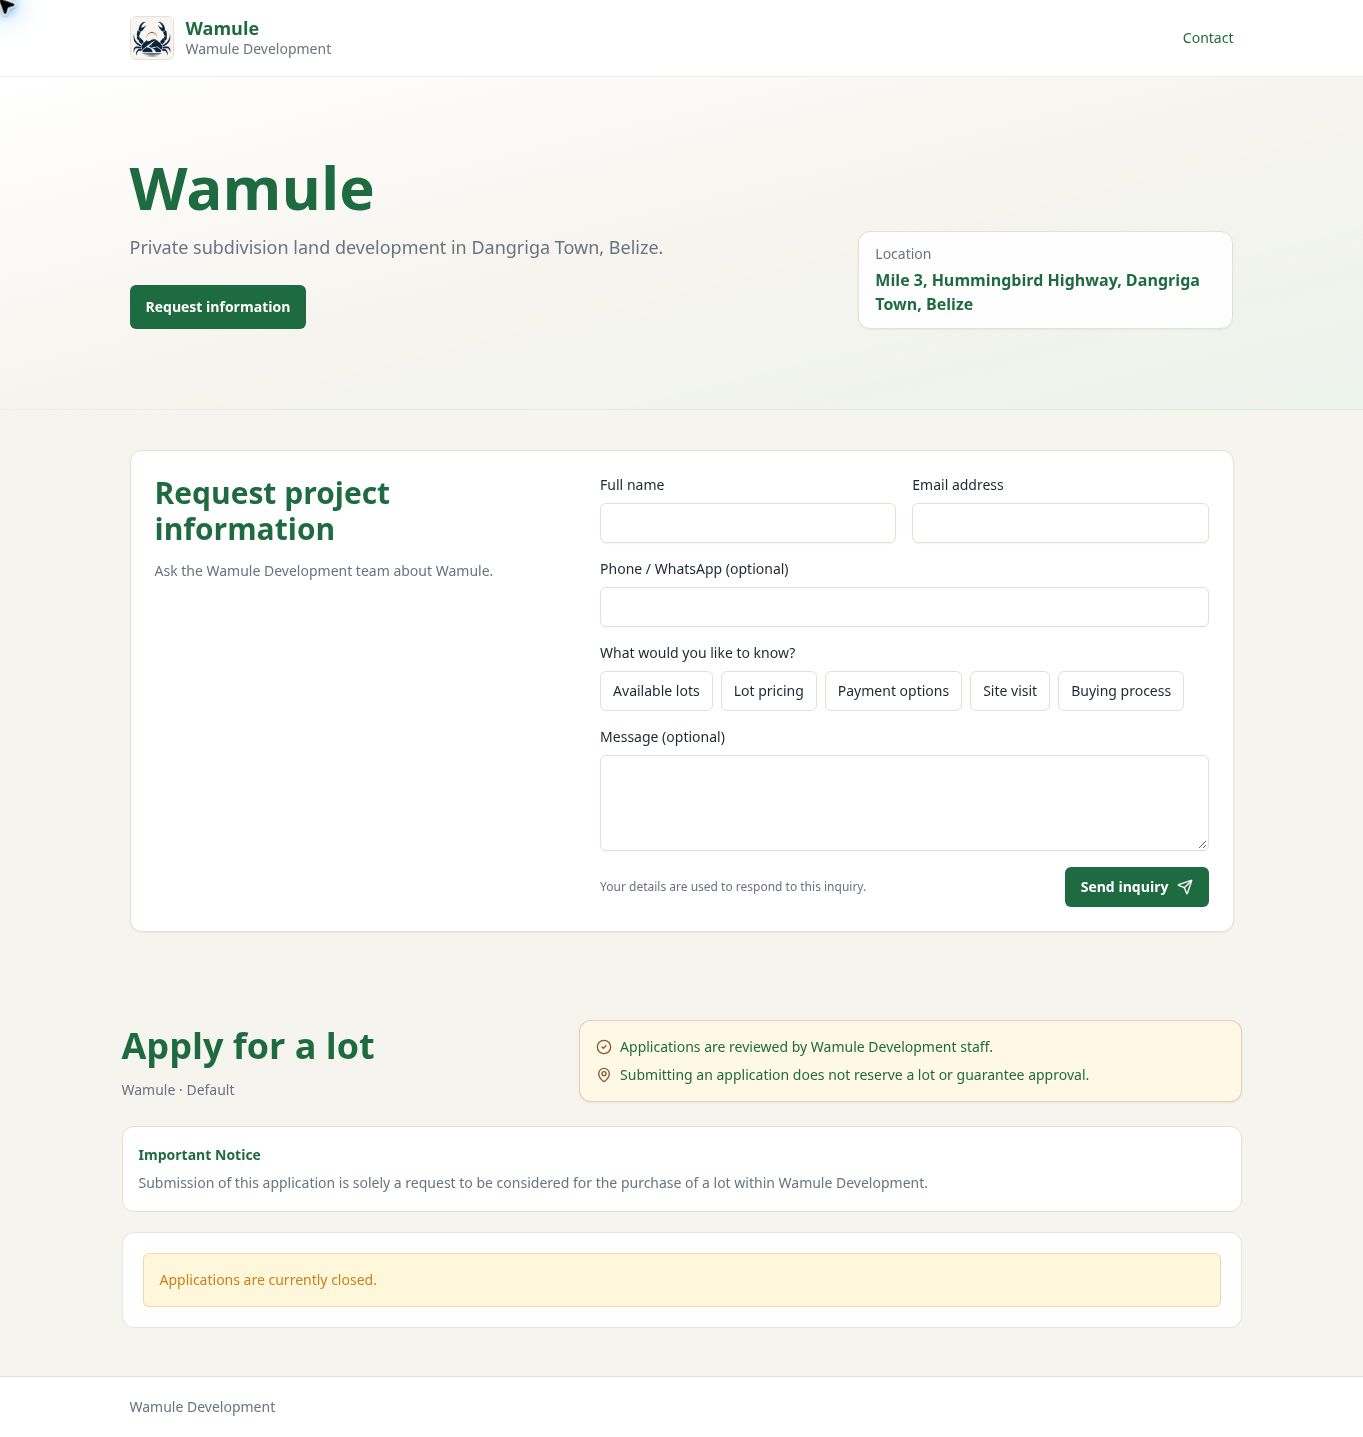 Wamule
Wamule Development
Contact
Wamule
Private subdivision land development in Dangriga Town, Belize.
Request information
Location
Mile 3, Hummingbird Highway, Dangriga
Town, Belize
Request project
information
Ask the Wamule Development team about Wamule.
Full name
Email address
Phone / WhatsApp (optional)
What would you like to know?
Available lots
Lot pricing
Payment options
Site visit
Buying process
Message (optional)
Your details are used to respond to this inquiry.
Send inquiry
Apply for a lot
Wamule · Default
Applications are reviewed by Wamule Development staff.
Submitting an application does not reserve a lot or guarantee approval.
Important Notice
Submission of this application is solely a request to be considered for the purchase of a lot within Wamule Development.
Applications are currently closed.
Wamule Development